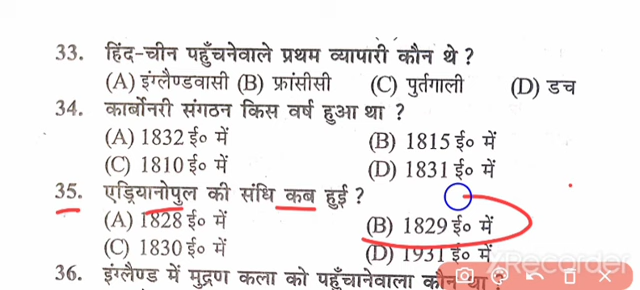 33. हिंद-चीन पहुँचनेवाले प्रथम व्यापारी कौन थे ?
(A) इंग्लैण्डवासी (B) फ्रांसीसी (C) पुर्तगाली (D) डच
34. कार्बोनरी संगठन किस वर्ष हुआ था ?
(A) 1832 ई० में (B) 1815 ई० में
(C) 1810 ई० में (D) 1831 ई० में
35. एड्रियानोपुल की संधि कब हुई ?
(A) 1828 ई० में (B) 1829 ई० में
(C) 1830 ई० में (D) 1931 ई० में
36. इंग्लैण्ड में मुद्रण कला को पहुँचानेवाला कौन था
Recorder